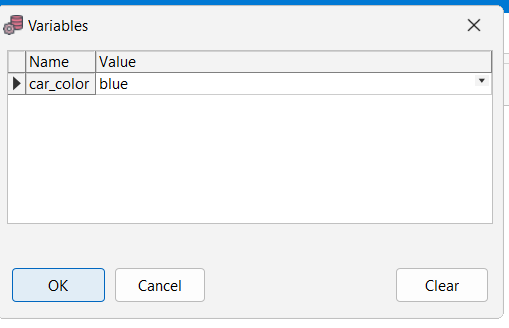 Variables
Name Value
car_color blue
OK Cancel Clear